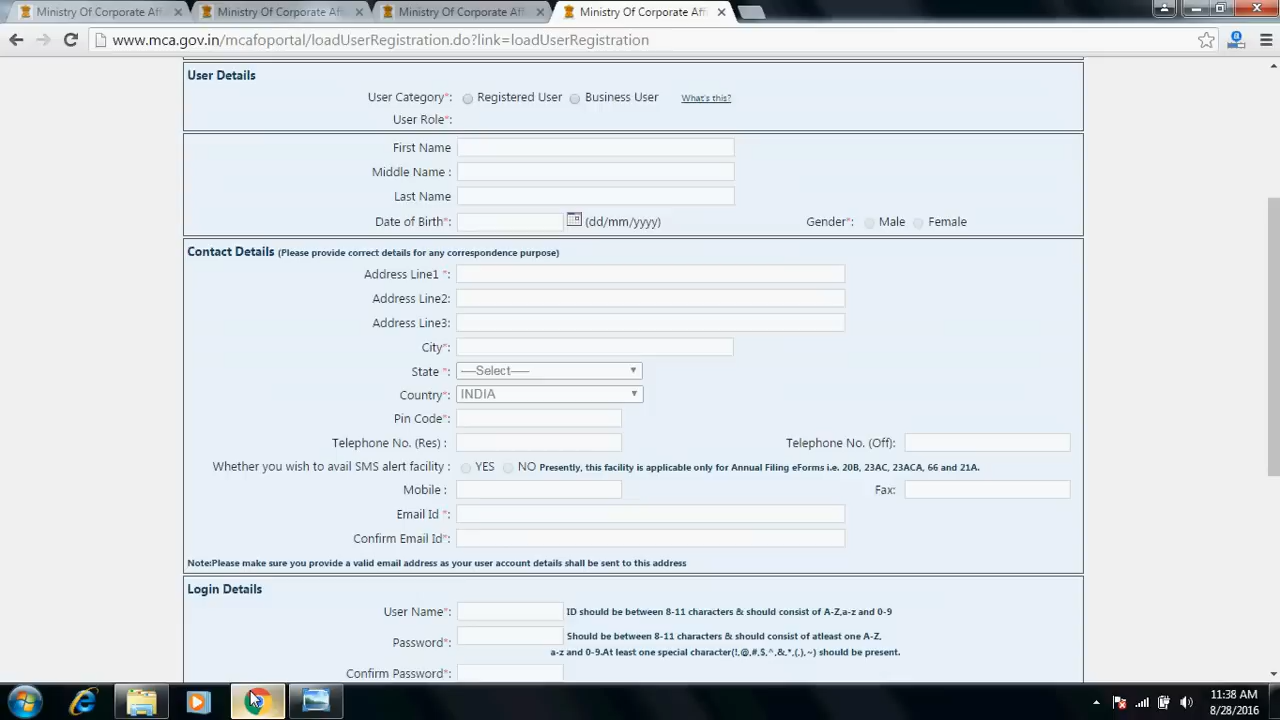 Ministry Of Corporate Aff
Ministry Of Corporate Aff
Ministry Of Corporate Aff
Ministry Of Corporate Aff
www.mca.gov.in/mcafoportal/loadUserRegistration.do?link=loadUserRegistration
User Details
User Category*: Registered User Business User What's this?
User Role*:
First Name
Middle Name :
Last Name
Date of Birth*: (dd/mm/yyyy) Gender*: Male Female
Contact Details (Please provide correct details for any correspondence purpose)
Address Line1 *:
Address Line2:
Address Line3:
City*:
State *: ---Select-----
Country*: INDIA
Pin Code*:
Telephone No. (Res) : Telephone No. (Off):
Whether you wish to avail SMS alert facility : YES NO Presently, this facility is applicable only for Annual Filing eForms i.e. 20B, 23AC, 23ACA, 66 and 21A.
Mobile : Fax:
Email Id *:
Confirm Email Id*:
Note:Please make sure you provide a valid email address as your user account details shall be sent to this address
Login Details
User Name*: ID should be between 8-11 characters & should consist of A-Z,a-z and 0-9
Password*: Should be between 8-11 characters & should consist of atleast one A-Z,
a-z and 0-9.At least one special character(!,@,#,$,^,&,*,(,),~) should be present.
Confirm Password*:
11:38 AM
8/28/2016